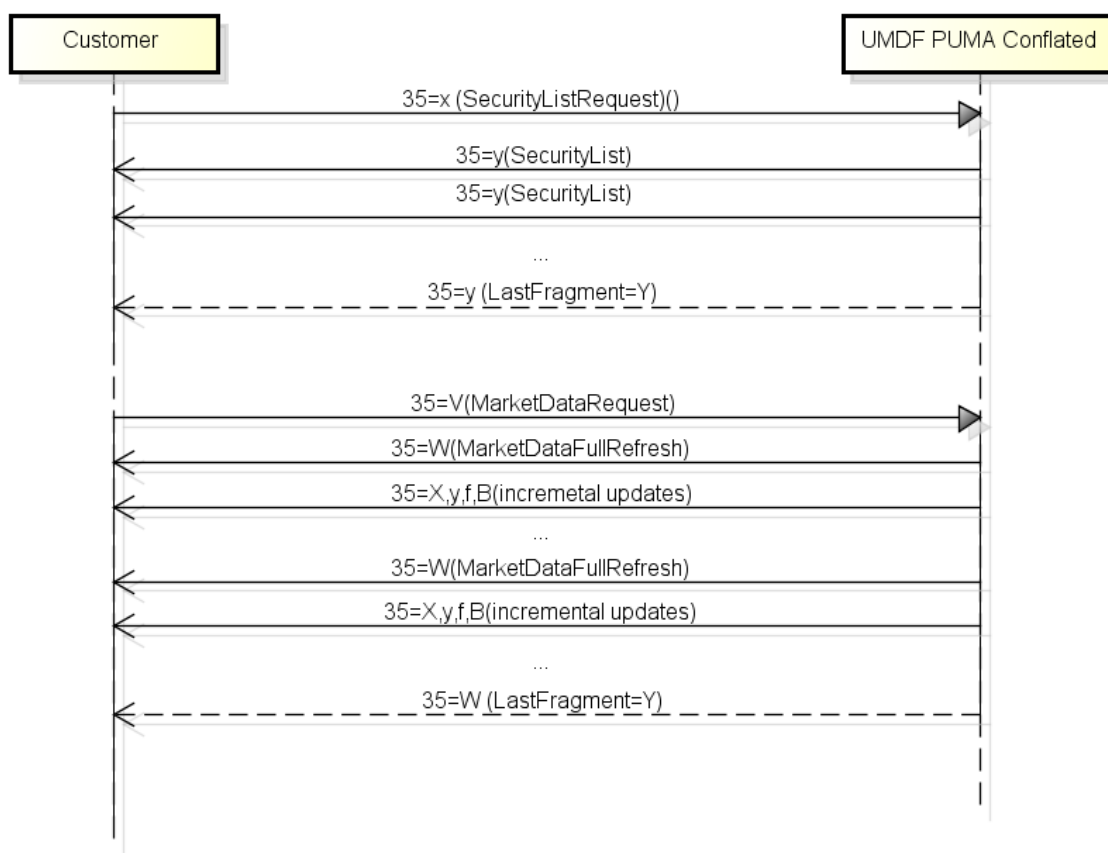 Customer
UMDF PUMA Conflated
35=x (SecurityListRequest)()
35=y(SecurityList)
35=y(SecurityList)
...
35=y (LastFragment=Y)
35=V(MarketDataRequest)
35=W(MarketDataFullRefresh)
35=X,y,f,B(incremetal updates)
...
35=W(MarketDataFullRefresh)
35=X,y,f,B(incremental updates)
...
35=W (LastFragment=Y)